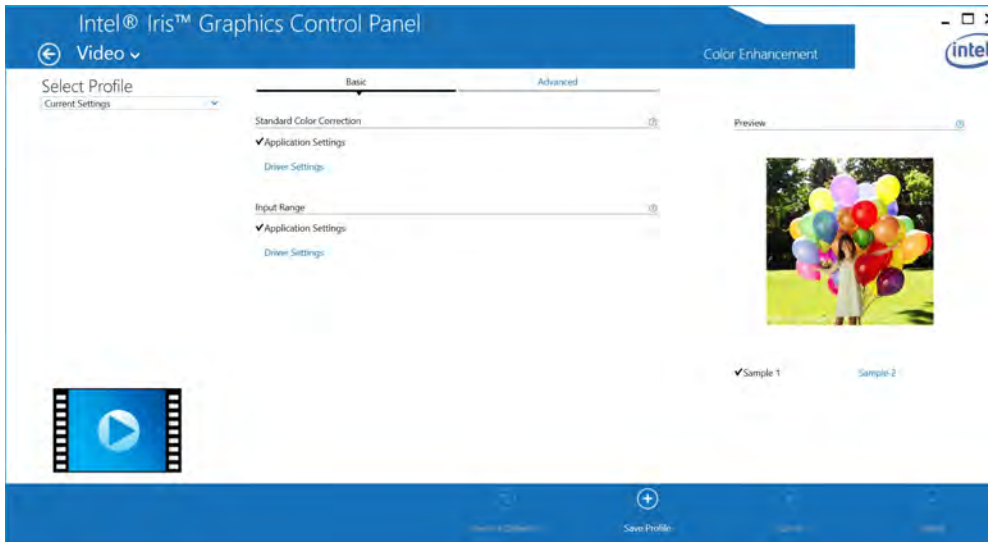 Intel® Iris™ Graphics Control Panel
Video
Color Enhancement
intel
Select Profile
Current Settings
Basic
Advanced
Standard Color Correction
✔Application Settings
Driver Settings
Input Range
✔Application Settings
Driver Settings
Preview
✔Sample 1
Sample 2
Save Profile